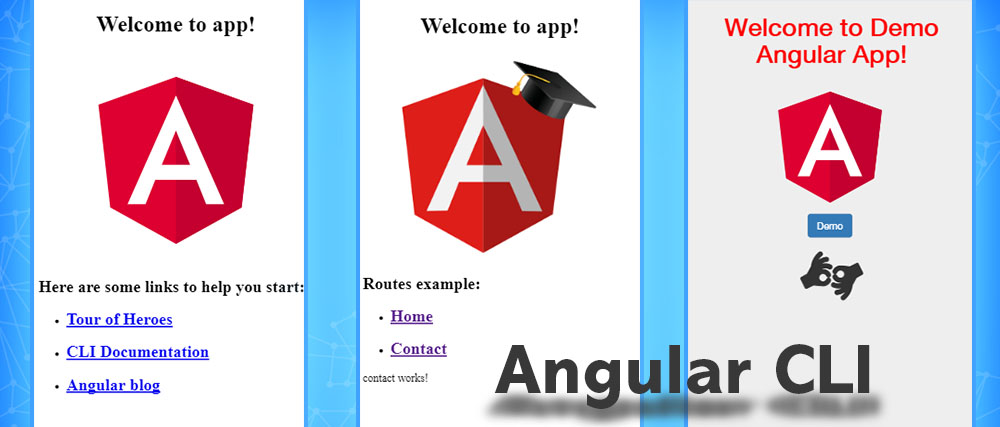 Welcome to app!
A
Here are some links to help you start:
Tour of Heroes
CLI Documentation
Angular blog
Welcome to app!
A
Routes example:
Home
Contact
contact works!
Welcome to Demo
Angular App!
A
Demo
Angular CLI